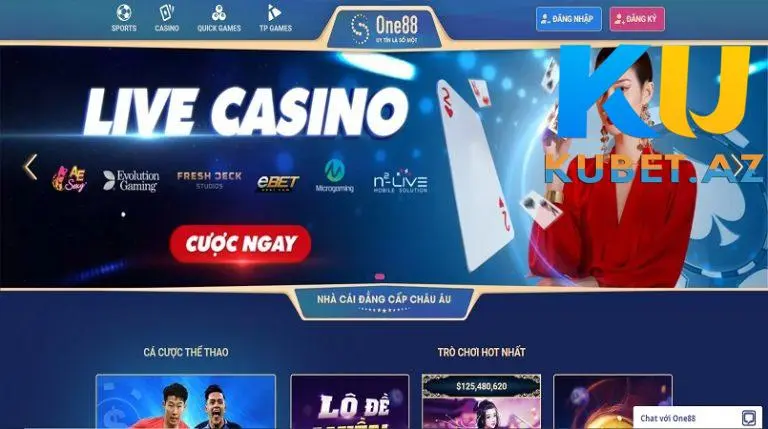 SPORTS
CASINO
QUICK GAMES
TP GAMES
One88
UY TÍN LÀ SỐ MỘT
ĐĂNG NHẬP
ĐĂNG KÝ
LIVE CASINO
KU
KUBET.AZ
AE
Sexy
Evolution
Gaming
FRESH DECK
STUDIOS
eBET
Microgaming
n2-LIVE
MOBILE SOLUTION
2
2
CƯỢC NGAY
NHÀ CÁI ĐẲNG CẤP CHÂU ÂU
CÁ CƯỢC THỂ THAO
TRÒ CHƠI HOT NHẤT
LÔ ĐỀ
$125,480,620
Chat với One88